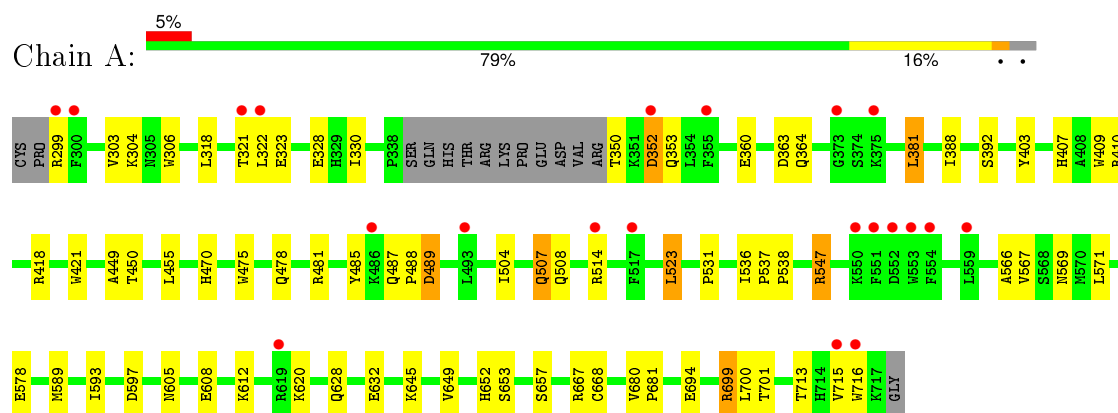 5%
Chain A:
79% 16% • •
CYS PRO R299 F300 V303 K304 N305 W306 L318 T321 L322 E323 E328 H329 I330 P338 SER GLN HIS THR ARG LYS PRO GLU ASP VAL ARG T350 K351 D352 Q353 L354 F355 E360 D363 Q364 G373 S374 K375 L381 I388 S392 Y403 H407 A408 W409 R410
R418 W421 A449 T450 L455 H470 W475 Q478 R481 Y485 K486 Q487 P488 D489 L493 I504 Q507 Q508 R514 F517 L523 P531 I536 P537 P538 R547 K550 F551 D552 W553 F554 L559 A566 V567 S568 N569 M570 L571
E578 M589 I593 D597 N605 E608 K612 R619 K620 Q628 E632 K645 V649 H652 S653 S657 R667 C668 V680 P681 E694 R699 L700 T701 T713 H714 V715 W716 K717 GLY